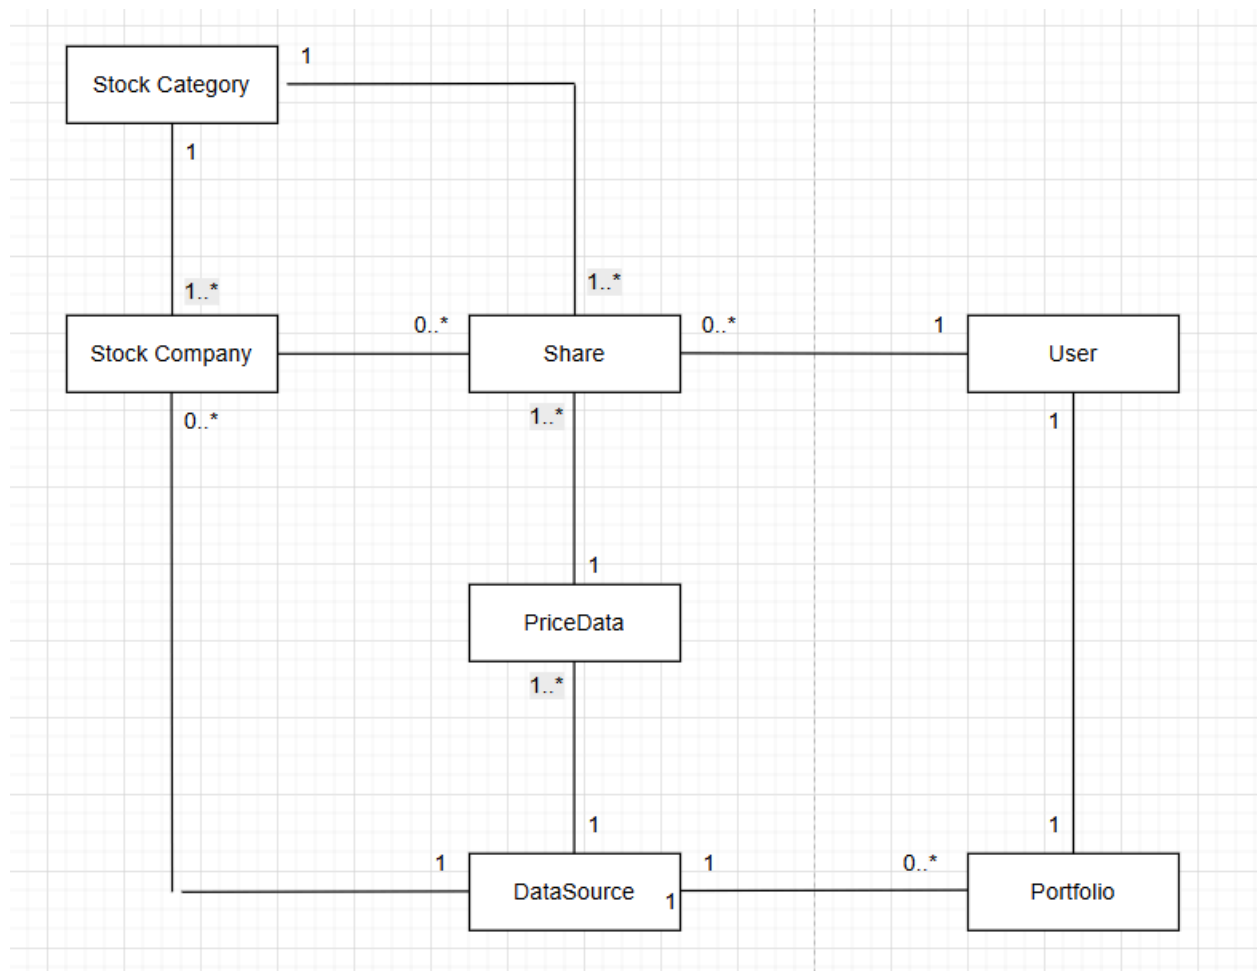 1
Stock Category
1
1..*
1..*
0..*
0..*
1
Stock Company
Share
User
0..*
1..*
1
1
PriceData
1..*
1
1
1
1
0..*
DataSource
1
Portfolio